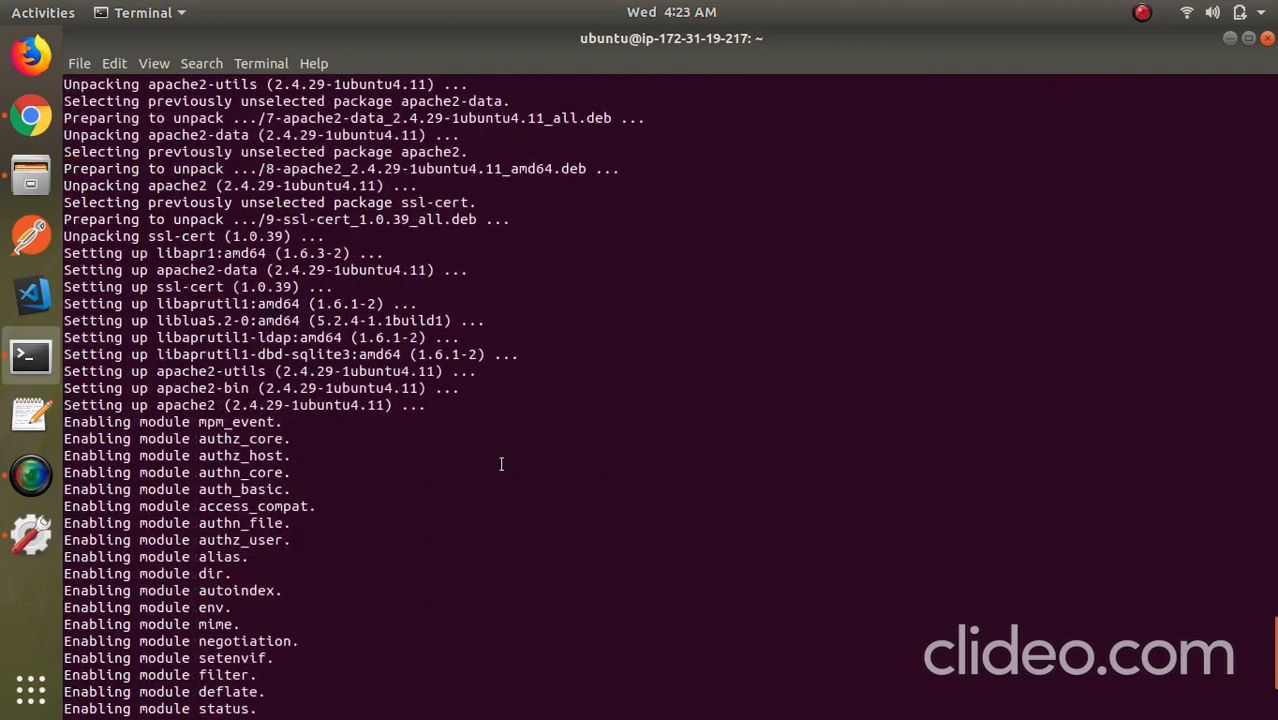 Activities Terminal Wed 4:23 AM
ubuntu@ip-172-31-19-217: ~
File Edit View Search Terminal Help
Unpacking apache2-utils (2.4.29-1ubuntu4.11) ...
Selecting previously unselected package apache2-data.
Preparing to unpack .../7-apache2-data_2.4.29-1ubuntu4.11_all.deb ...
Unpacking apache2-data (2.4.29-1ubuntu4.11) ...
Selecting previously unselected package apache2.
Preparing to unpack .../8-apache2_2.4.29-1ubuntu4.11_amd64.deb ...
Unpacking apache2 (2.4.29-1ubuntu4.11) ...
Selecting previously unselected package ssl-cert.
Preparing to unpack .../9-ssl-cert_1.0.39_all.deb ...
Unpacking ssl-cert (1.0.39) ...
Setting up libapr1:amd64 (1.6.3-2) ...
Setting up apache2-data (2.4.29-1ubuntu4.11) ...
Setting up ssl-cert (1.0.39) ...
Setting up libaprutil1:amd64 (1.6.1-2) ...
Setting up liblua5.2-0:amd64 (5.2.4-1.1build1) ...
Setting up libaprutil1-ldap:amd64 (1.6.1-2) ...
Setting up libaprutil1-dbd-sqlite3:amd64 (1.6.1-2) ...
Setting up apache2-utils (2.4.29-1ubuntu4.11) ...
Setting up apache2-bin (2.4.29-1ubuntu4.11) ...
Setting up apache2 (2.4.29-1ubuntu4.11) ...
Enabling module mpm_event.
Enabling module authz_core.
Enabling module authz_host.
Enabling module authn_core.
Enabling module auth_basic.
Enabling module access_compat.
Enabling module authn_file.
Enabling module authz_user.
Enabling module alias.
Enabling module dir.
Enabling module autoindex.
Enabling module env.
Enabling module mime.
Enabling module negotiation.
Enabling module setenvif.
Enabling module filter.
Enabling module deflate.
Enabling module status.
clideo.com